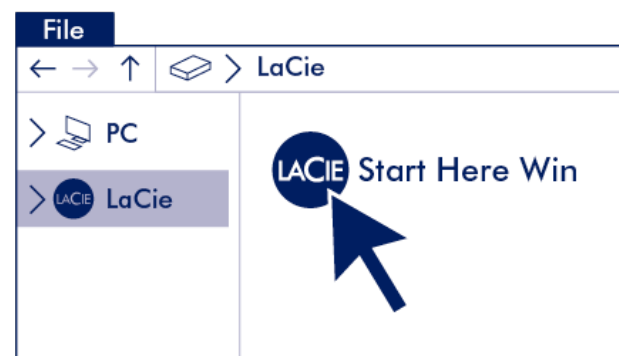 File
LaCie
PC
LACIE Start Here Win
LACIE LaCie